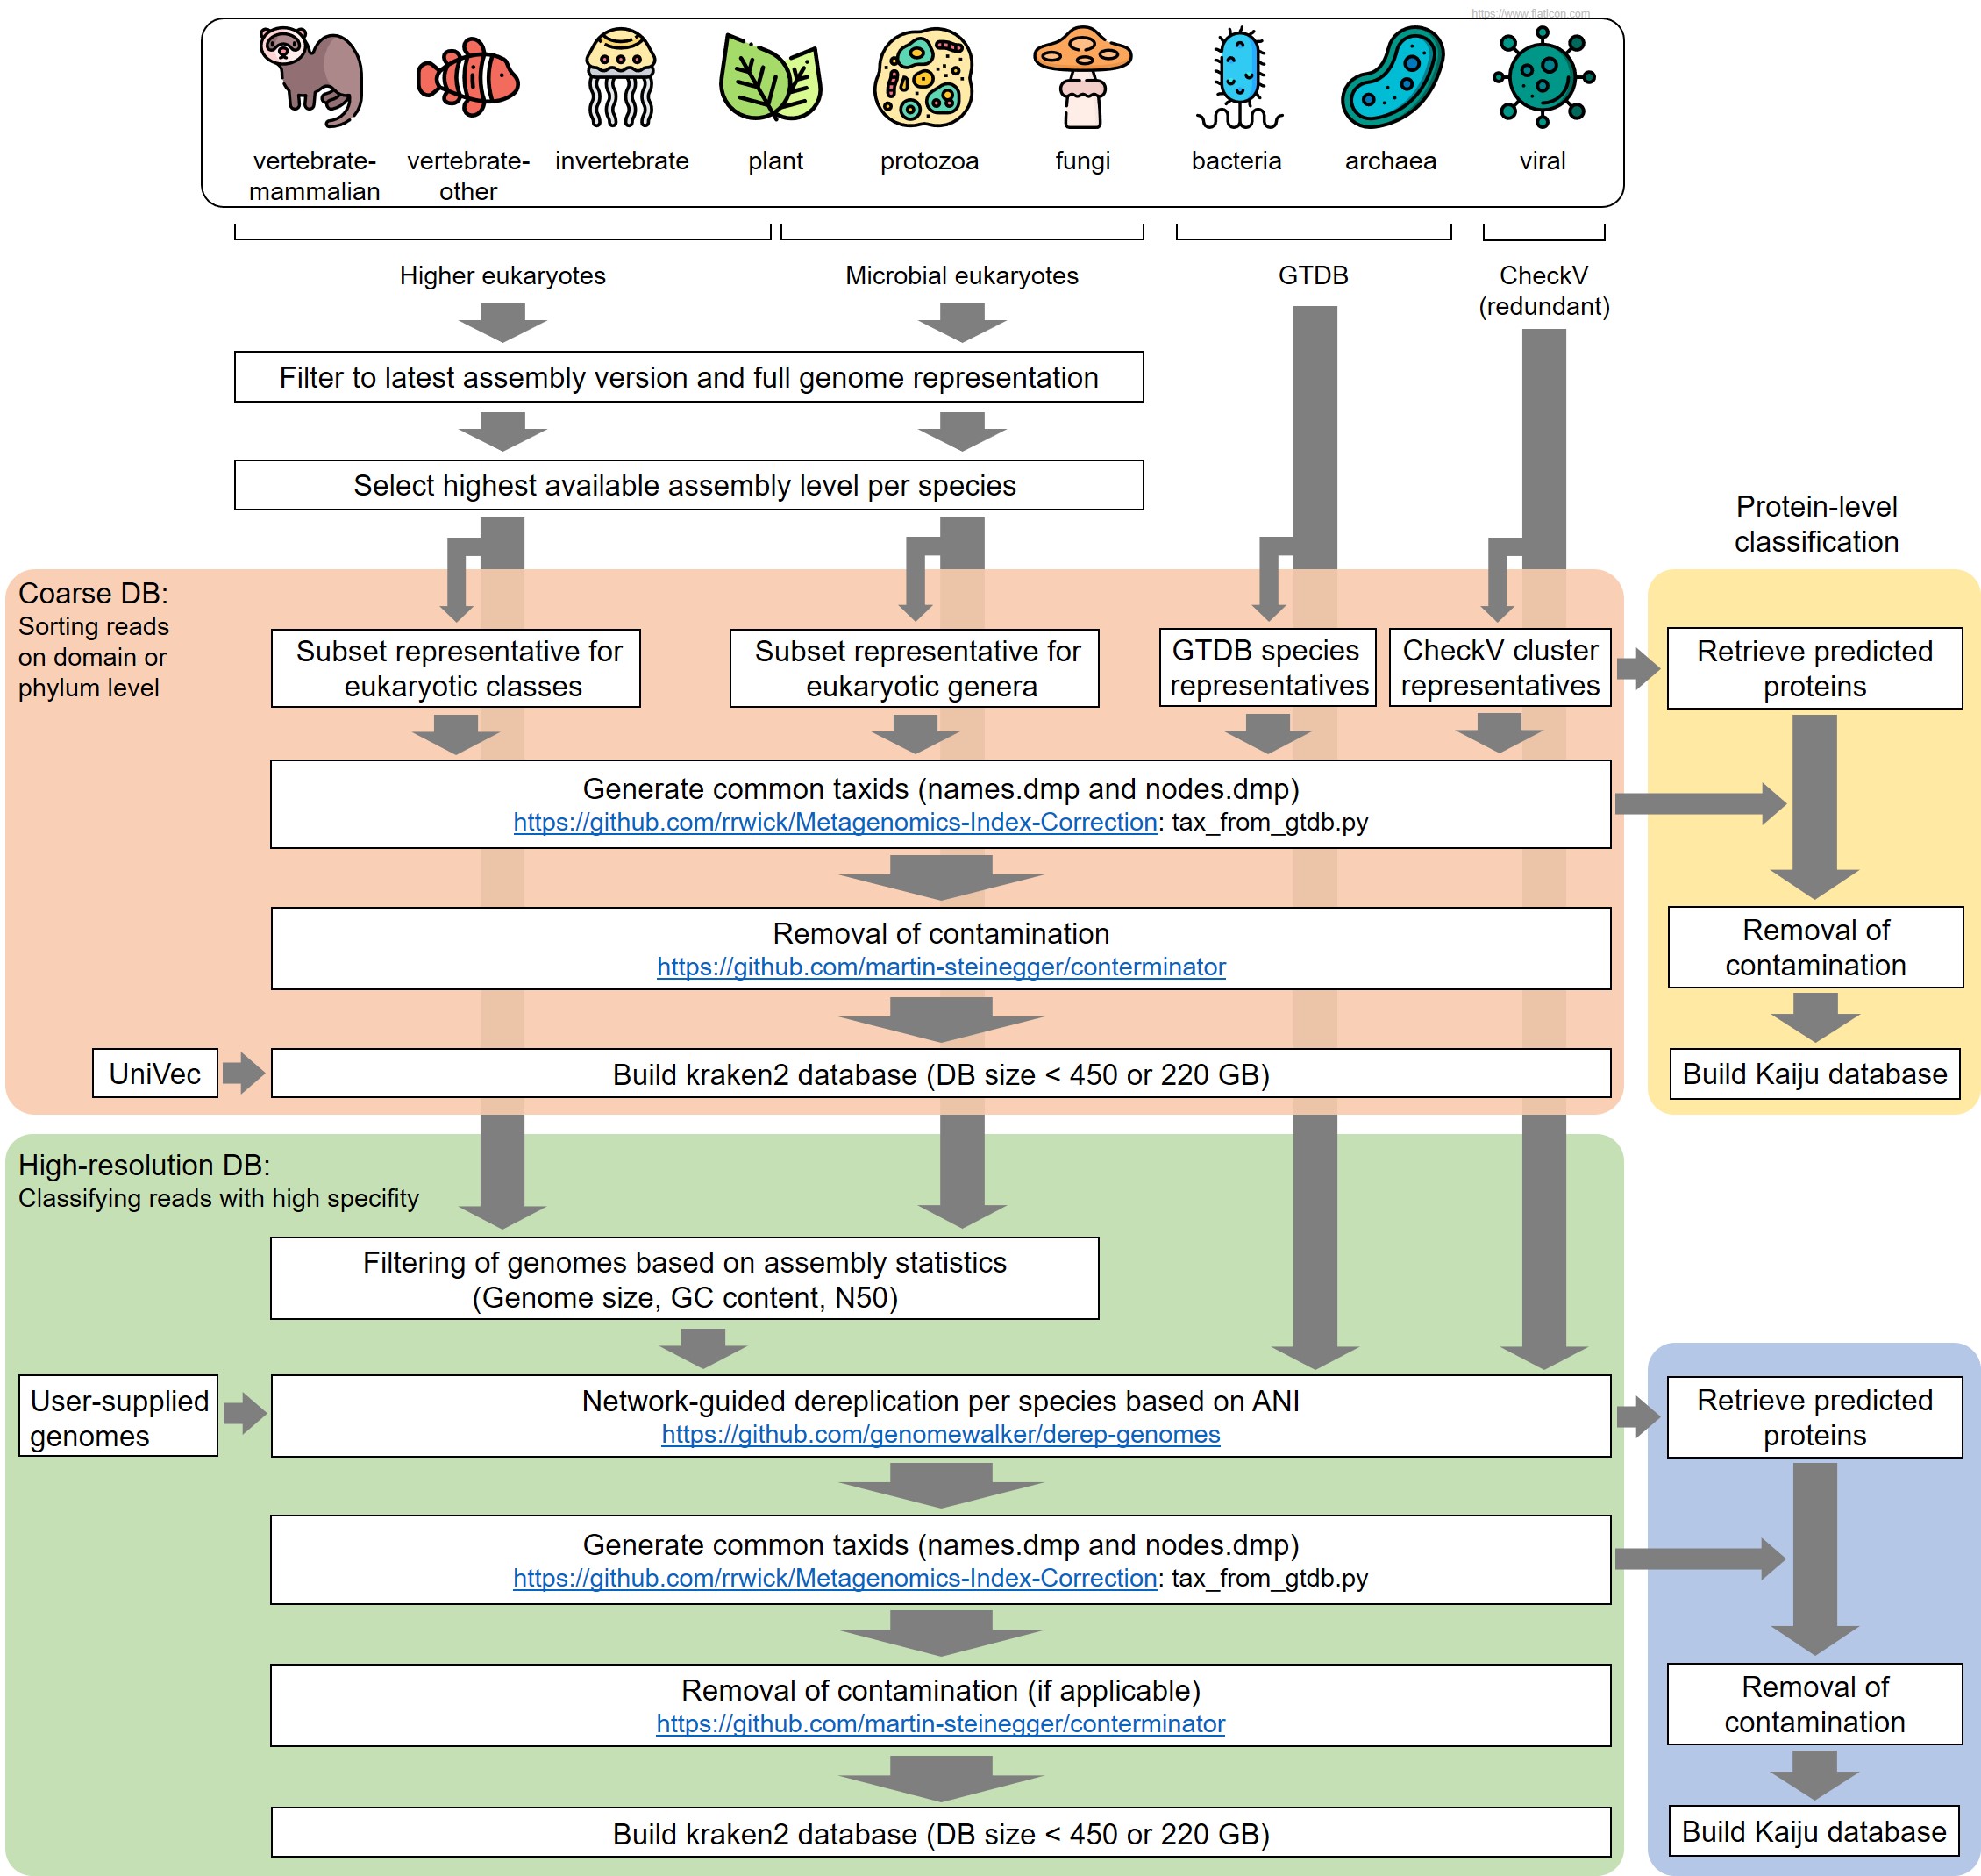 https://www.flaticon.com
vertebrate-
mammalian
vertebrate-
other
invertebrate
plant
protozoa
fungi
bacteria
archaea
viral
Higher eukaryotes
Microbial eukaryotes
GTDB
CheckV
(redundant)
Filter to latest assembly version and full genome representation
Select highest available assembly level per species
Protein-level
classification
Coarse DB:
Sorting reads
on domain or
phylum level
Subset representative for
eukaryotic classes
Subset representative for
eukaryotic genera
GTDB species
representatives
CheckV cluster
representatives
Retrieve predicted
proteins
Generate common taxids (names.dmp and nodes.dmp)
https://github.com/rrwick/Metagenomics-Index-Correction: tax_from_gtdb.py
Removal of contamination
https://github.com/martin-steinegger/conterminator
Removal of
contamination
UniVec
Build kraken2 database (DB size < 450 or 220 GB)
Build Kaiju database
High-resolution DB:
Classifying reads with high specifity
Filtering of genomes based on assembly statistics
(Genome size, GC content, N50)
User-supplied
genomes
Network-guided dereplication per species based on ANI
https://github.com/genomewalker/derep-genomes
Retrieve predicted
proteins
Generate common taxids (names.dmp and nodes.dmp)
https://github.com/rrwick/Metagenomics-Index-Correction: tax_from_gtdb.py
Removal of contamination (if applicable)
https://github.com/martin-steinegger/conterminator
Removal of
contamination
Build kraken2 database (DB size < 450 or 220 GB)
Build Kaiju database